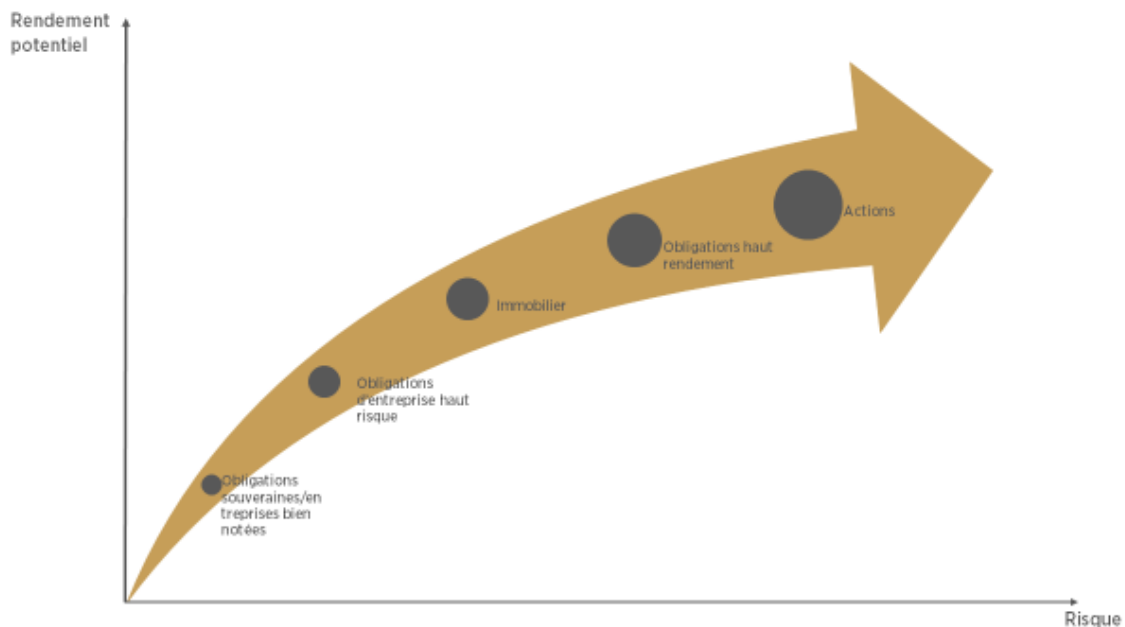 Rendement
potentiel
Actions
Obligations haut
rendement
Immobilier
Obligations
d'entreprise haut
risque
Obligations
souveraines/en
treprises bien
notées
Risque